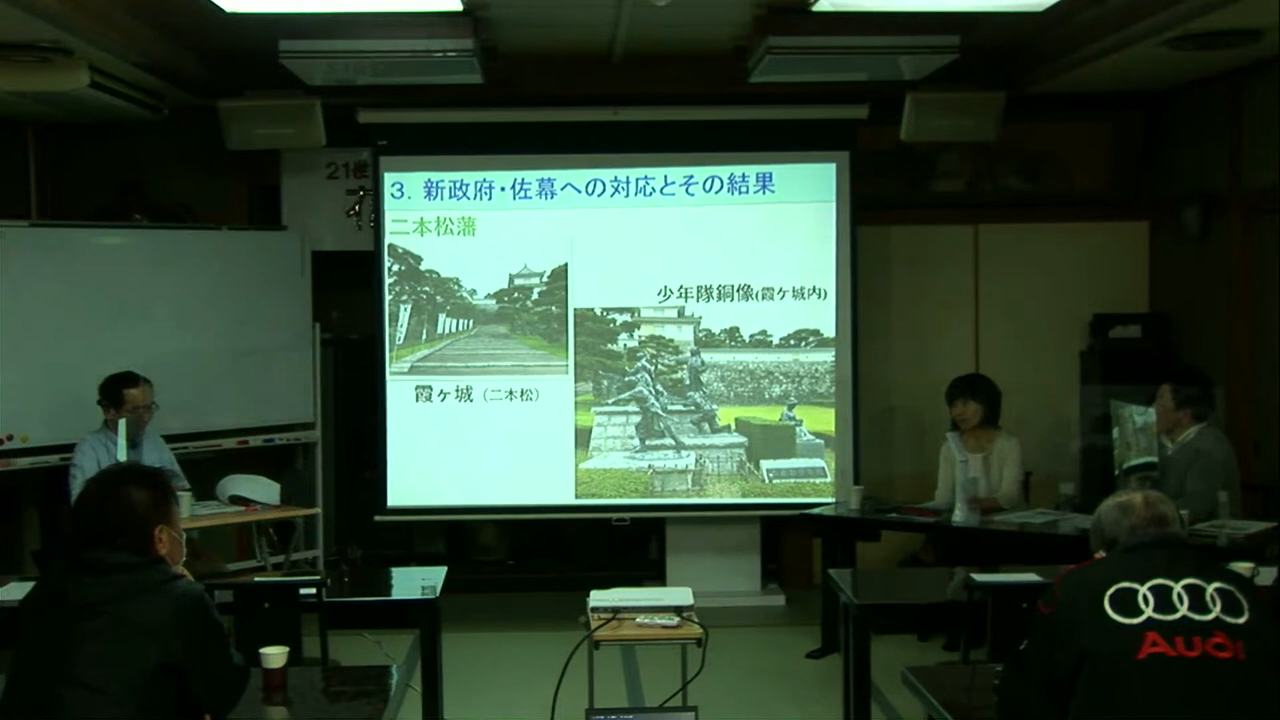 21世
3. 新政府・佐幕への対応とその結果
二本松藩
少年隊銅像(霞ケ城内)
霞ヶ城（二本松）
Audi